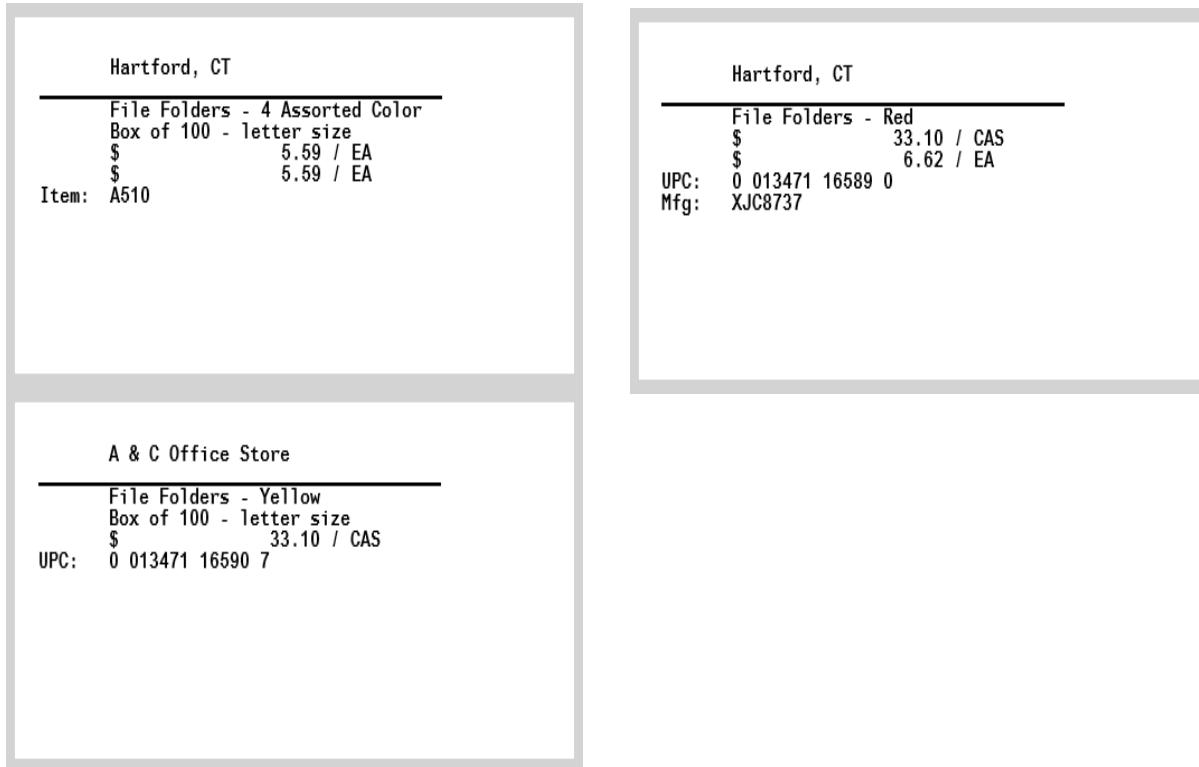 Hartford, CT
File Folders - 4 Assorted Color
Box of 100 - letter size
$ 5.59 / EA
$ 5.59 / EA
Item: A510
Hartford, CT
File Folders - Red
$ 33.10 / CAS
$ 6.62 / EA
UPC: 0 013471 16589 0
Mfg: XJC8737
A & C Office Store
File Folders - Yellow
Box of 100 - letter size
$ 33.10 / CAS
UPC: 0 013471 16590 7